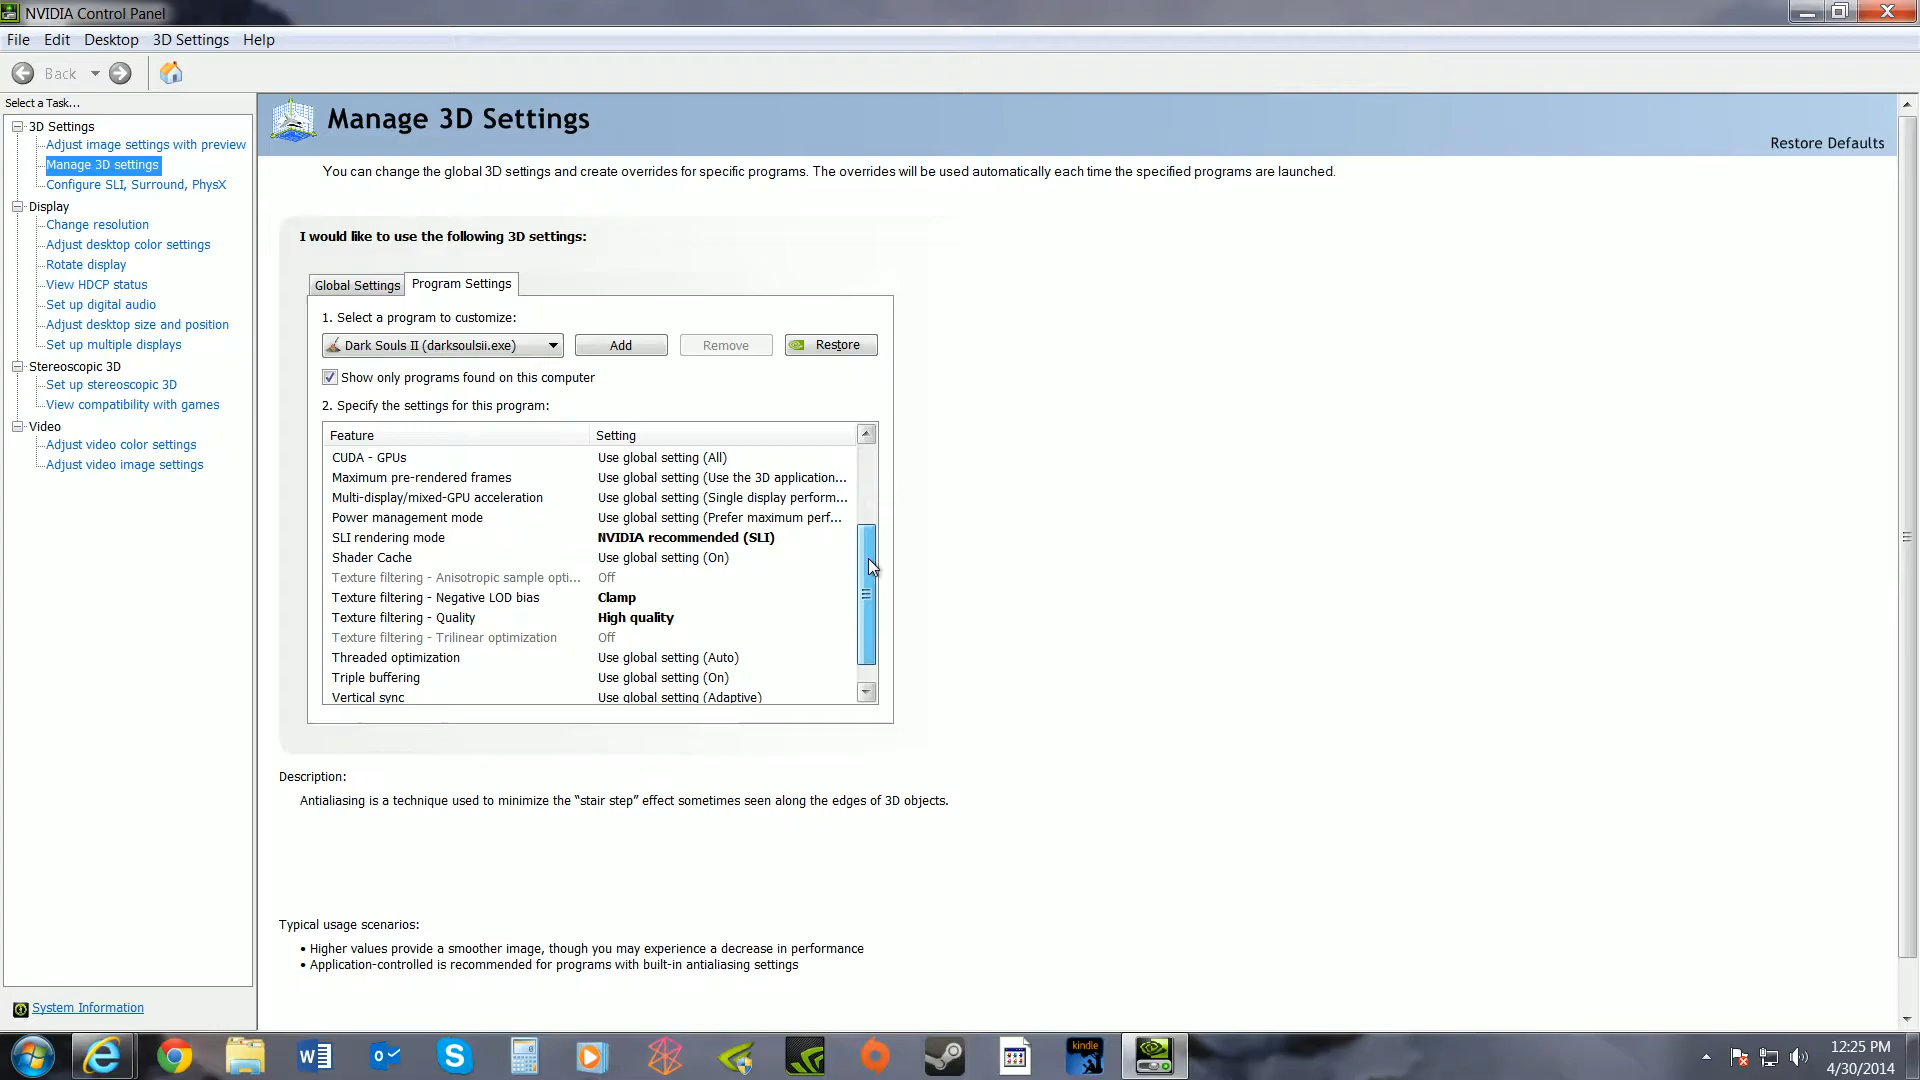 NVIDIA Control Panel
File Edit Desktop 3D Settings Help
Back
Select a Task...
3D Settings
Adjust image settings with preview
Manage 3D settings
Configure SLI, Surround, PhysX
Display
Change resolution
Adjust desktop color settings
Rotate display
View HDCP status
Set up digital audio
Adjust desktop size and position
Set up multiple displays
Stereoscopic 3D
Set up stereoscopic 3D
View compatibility with games
Video
Adjust video color settings
Adjust video image settings
System Information
Manage 3D Settings
Restore Defaults
You can change the global 3D settings and create overrides for specific programs. The overrides will be used automatically each time the specified programs are launched.
I would like to use the following 3D settings:
Global Settings Program Settings
1. Select a program to customize:
Dark Souls II (darksoulsii.exe) Add Remove Restore
Show only programs found on this computer
2. Specify the settings for this program:
Feature Setting
CUDA - GPUs Use global setting (All)
Maximum pre-rendered frames Use global setting (Use the 3D application...
Multi-display/mixed-GPU acceleration Use global setting (Single display perform...
Power management mode Use global setting (Prefer maximum perf...
SLI rendering mode NVIDIA recommended (SLI)
Shader Cache Use global setting (On)
Texture filtering - Anisotropic sample opti... Off
Texture filtering - Negative LOD bias Clamp
Texture filtering - Quality High quality
Texture filtering - Trilinear optimization Off
Threaded optimization Use global setting (Auto)
Triple buffering Use global setting (On)
Vertical sync Use global setting (Adaptive)
Description:
Antialiasing is a technique used to minimize the “stair step” effect sometimes seen along the edges of 3D objects.
Typical usage scenarios:
• Higher values provide a smoother image, though you may experience a decrease in performance
• Application-controlled is recommended for programs with built-in antialiasing settings
kindle
12:25 PM
4/30/2014